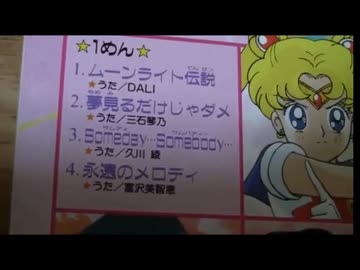 ★1めん★
1. ムーンライト伝説
★うた/DALI
2. 夢見るだけじゃダメ
★うた/三石琴乃
3. Someday…Somebody…
★うた/久川 綾
4. 永遠のメロディ
★うた/富沢美智恵